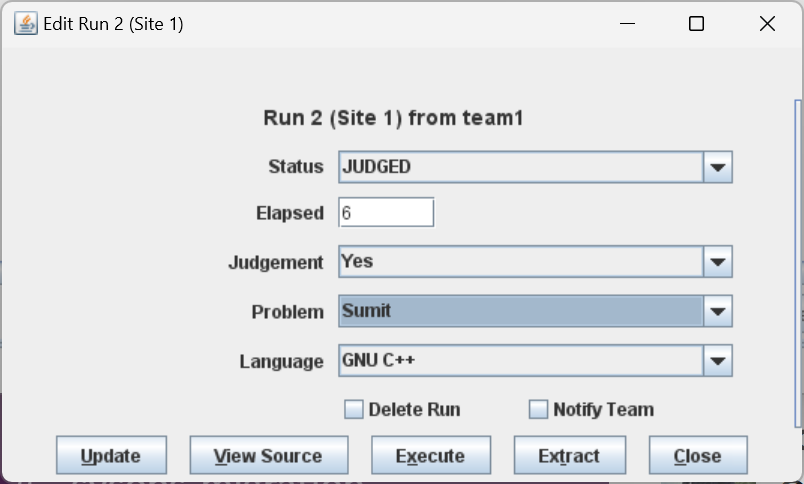 Edit Run 2 (Site 1)
Run 2 (Site 1) from team1
Status JUDGED
Elapsed 6
Judgement Yes
Problem Sumit
Language GNU C++
Delete Run Notify Team
Update View Source Execute Extract Close